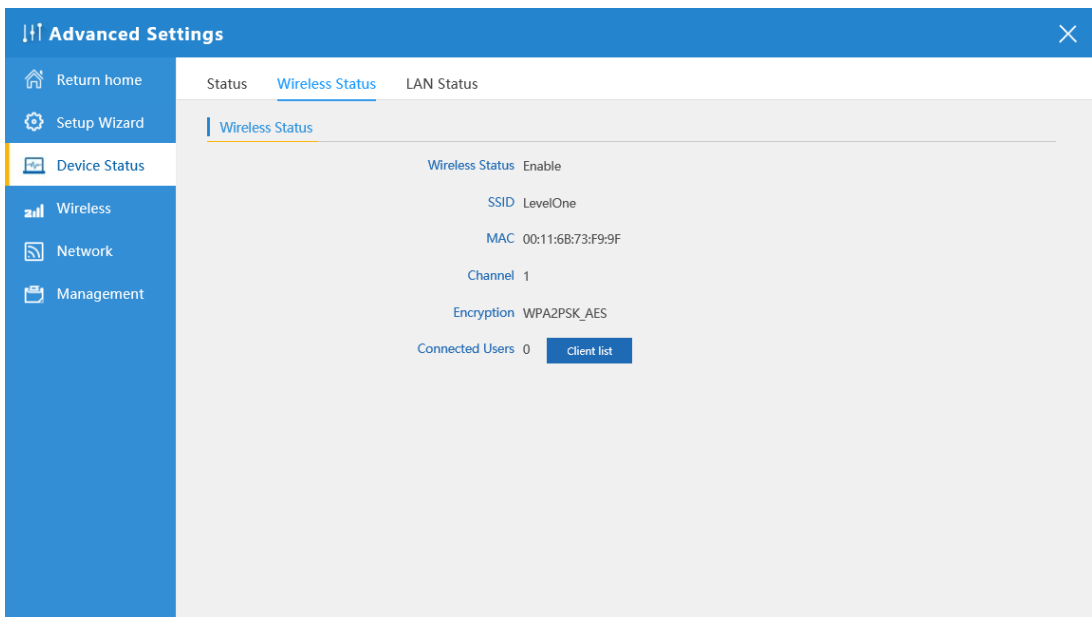 Advanced Settings
Return home
Setup Wizard
Device Status
Wireless
Network
Management
Status Wireless Status LAN Status
Wireless Status
Wireless Status Enable
SSID LevelOne
MAC 00:11:6B:73:F9:9F
Channel 1
Encryption WPA2PSK_AES
Connected Users 0 Client list